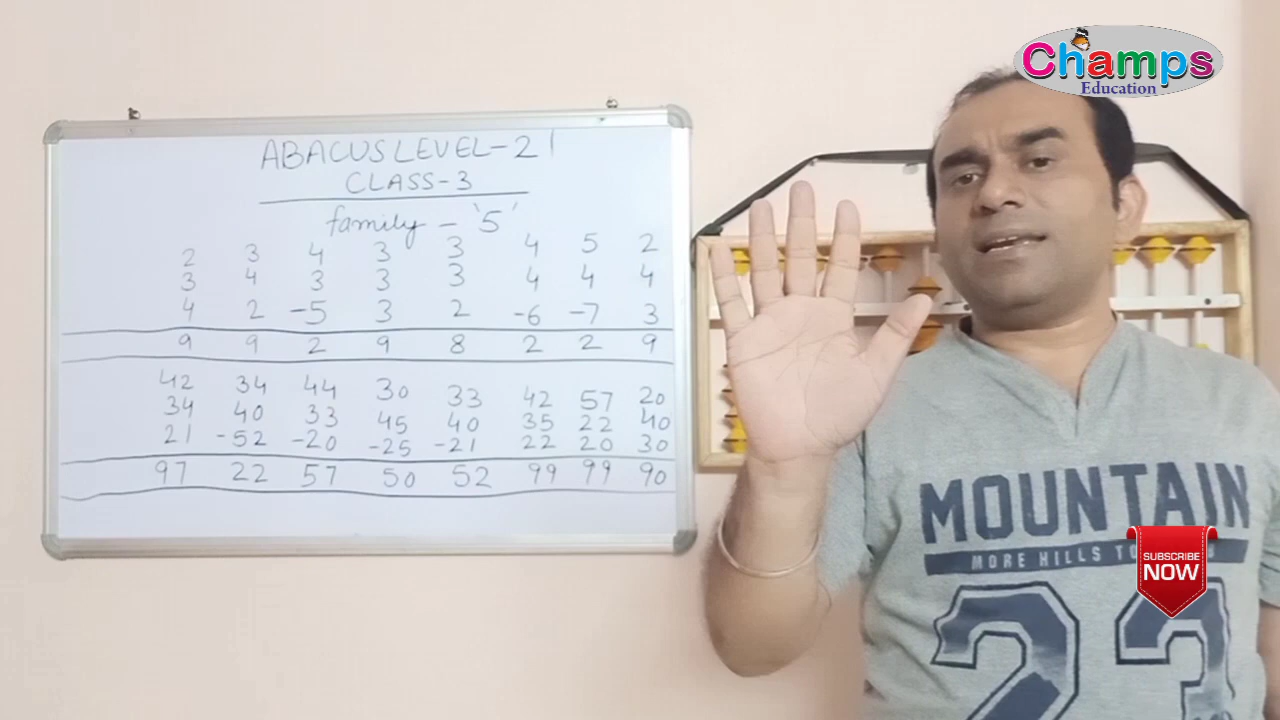 Champs
Education
ABACUS LEVEL-21
CLASS-3
family - '5'
2 3 4 3 3 4 5 2
3 4 3 3 3 4 4 4
4 2 -5 3 2 -6 -7 3
9 9 2 9 8 2 2 9
42 34 44 30 33 42 57 20
34 40 33 45 40 35 22 40
21 -52 -20 -25 -21 22 20 30
97 22 57 50 52 99 99 90
MOUNTAIN
MORE HILLS TO
23
SUBSCRIBE
NOW